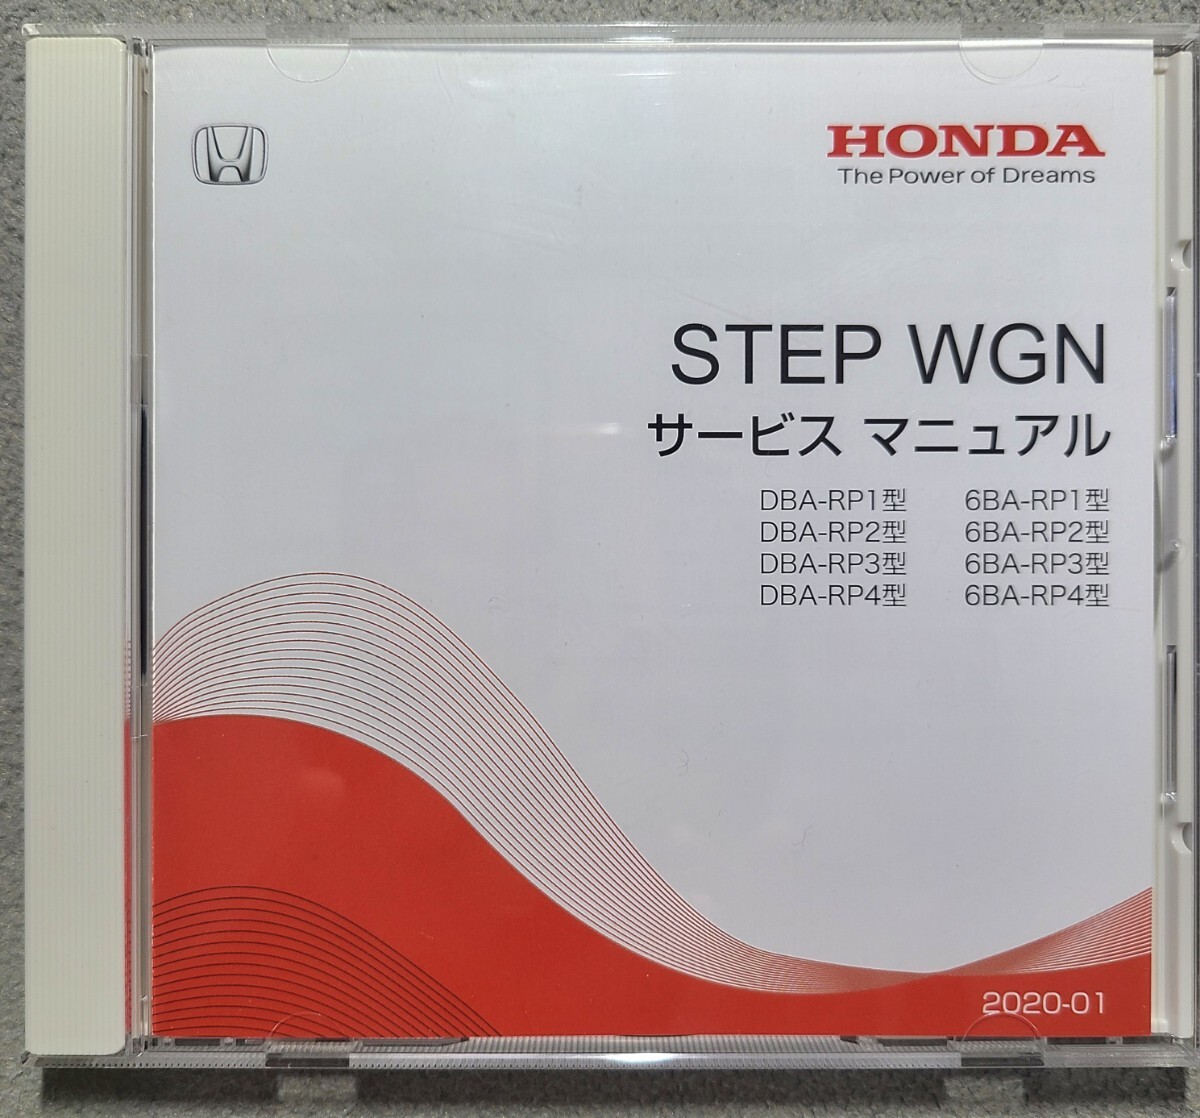 HONDA
The Power of Dreams
STEP WGN
サービス マニュアル
DBA-RP1型 6BA-RP1型
DBA-RP2型 6BA-RP2型
DBA-RP3型 6BA-RP3型
DBA-RP4型 6BA-RP4型
2020-01